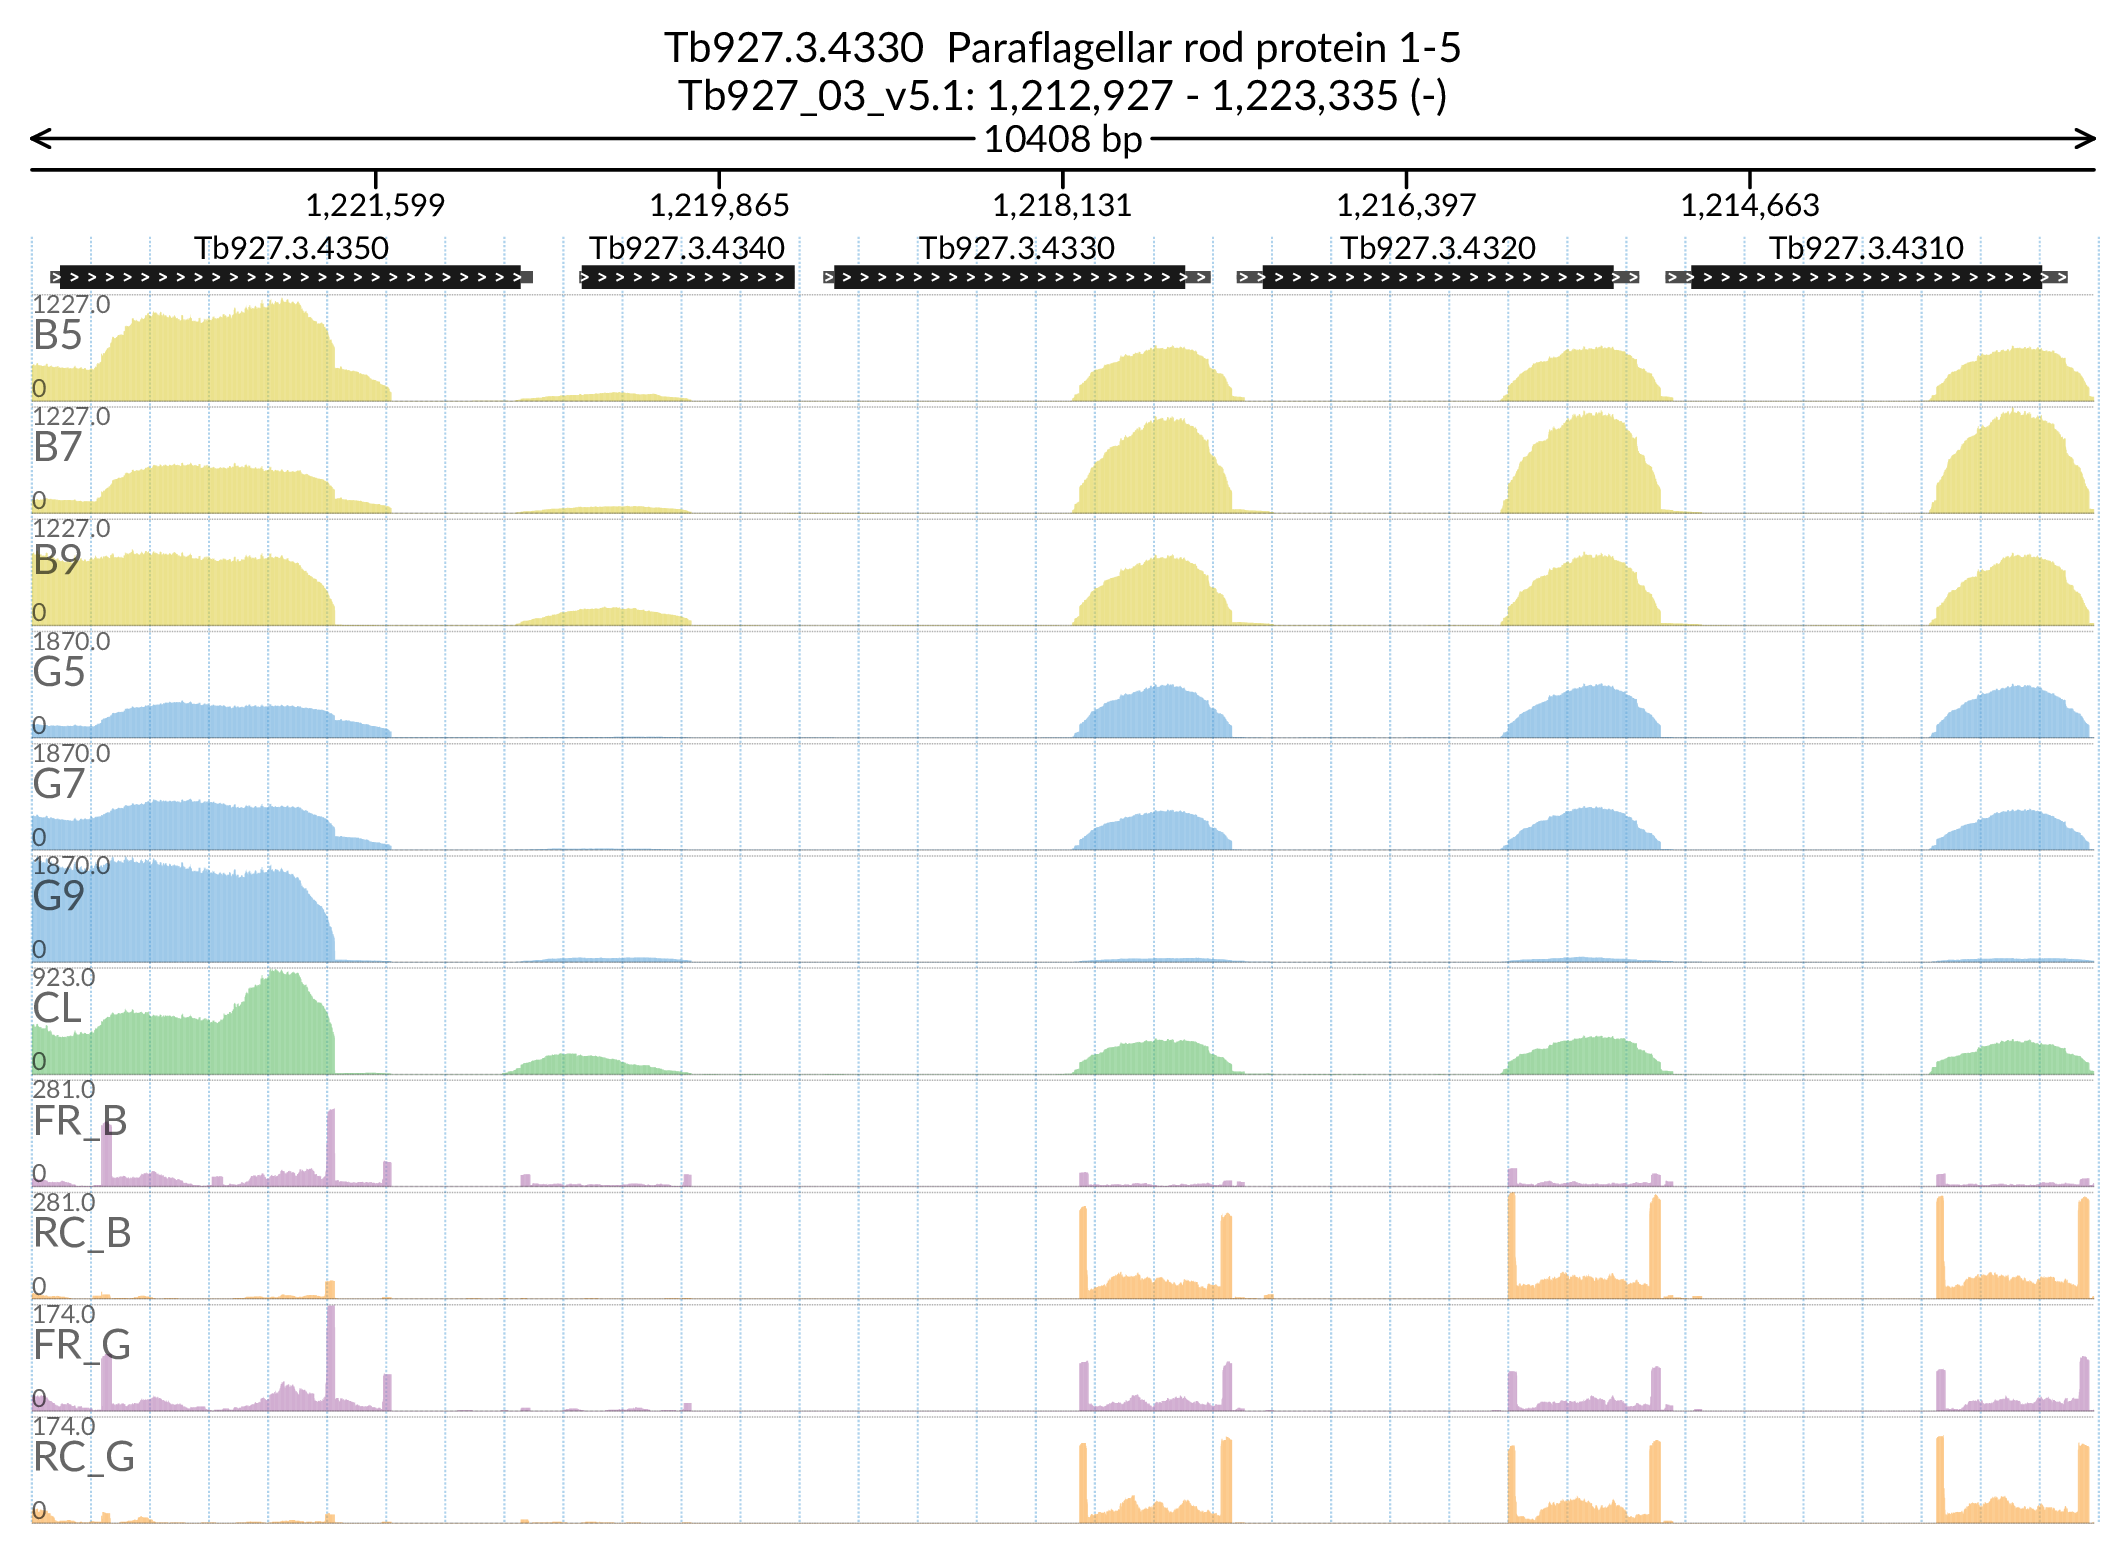 Tb927.3.4330 Paraflagellar rod protein 1-5
Tb927_03_v5.1: 1,212,927 - 1,223,335 (-)
10408 bp
1,221,599 1,219,865 1,218,131 1,216,397 1,214,663
Tb927.3.4350 Tb927.3.4340 Tb927.3.4330 Tb927.3.4320 Tb927.3.4310
1227.0
B5
0
1227.0
B7
0
1227.0
B9
0
1870.0
G5
0
1870.0
G7
0
1870.0
G9
0
923.0
CL
0
281.0
FR_B
0
281.0
RC_B
0
174.0
FR_G
0
174.0
RC_G
0